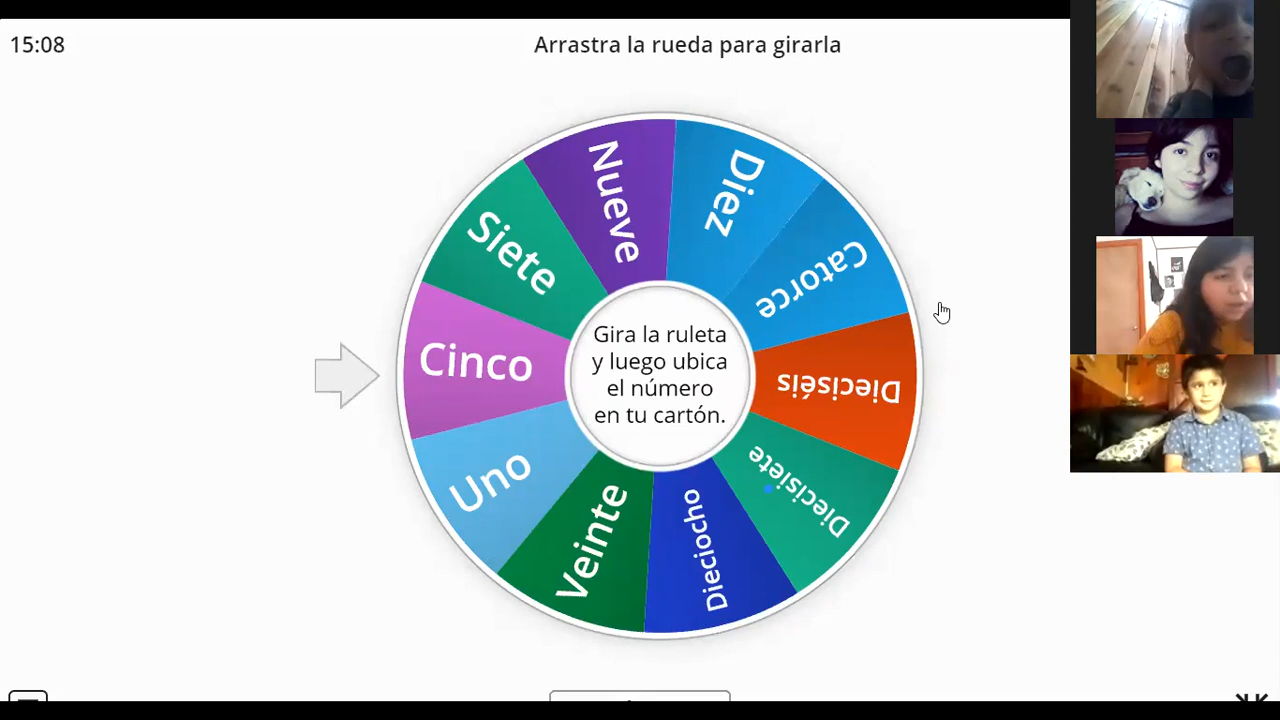 15:08
Arrastra la rueda para girarla
Nueve
Diez
Siete
Catorce
Cinco
Dieciséis
Uno
Diecisiete
Veinte
Dieciocho
Gira la ruleta
y luego ubica
el número
en tu cartón.